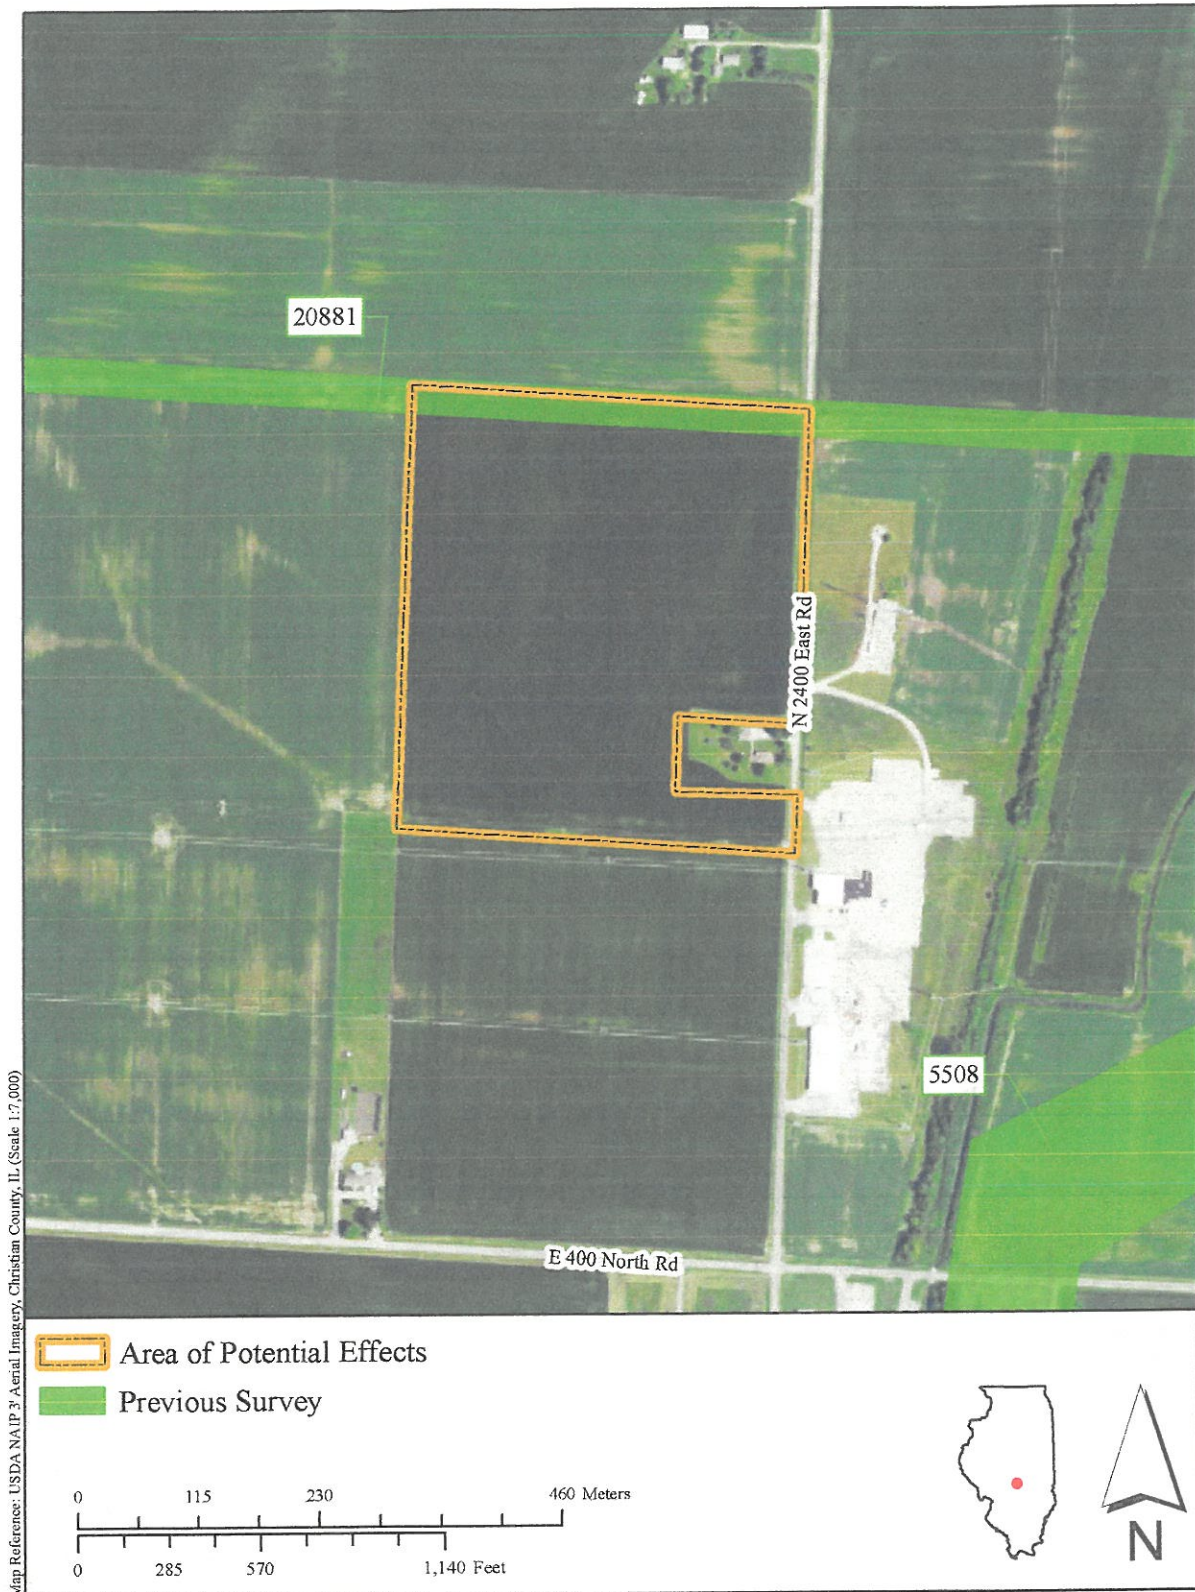 20881
N 2400 East Rd
5508
E 400 North Rd
Map Reference: USDA NAIP 3' Aerial Imagery, Christian County, IL (Scale 1:7,000)
Area of Potential Effects
Previous Survey
0 115 230 460 Meters
0 285 570 1,140 Feet
N